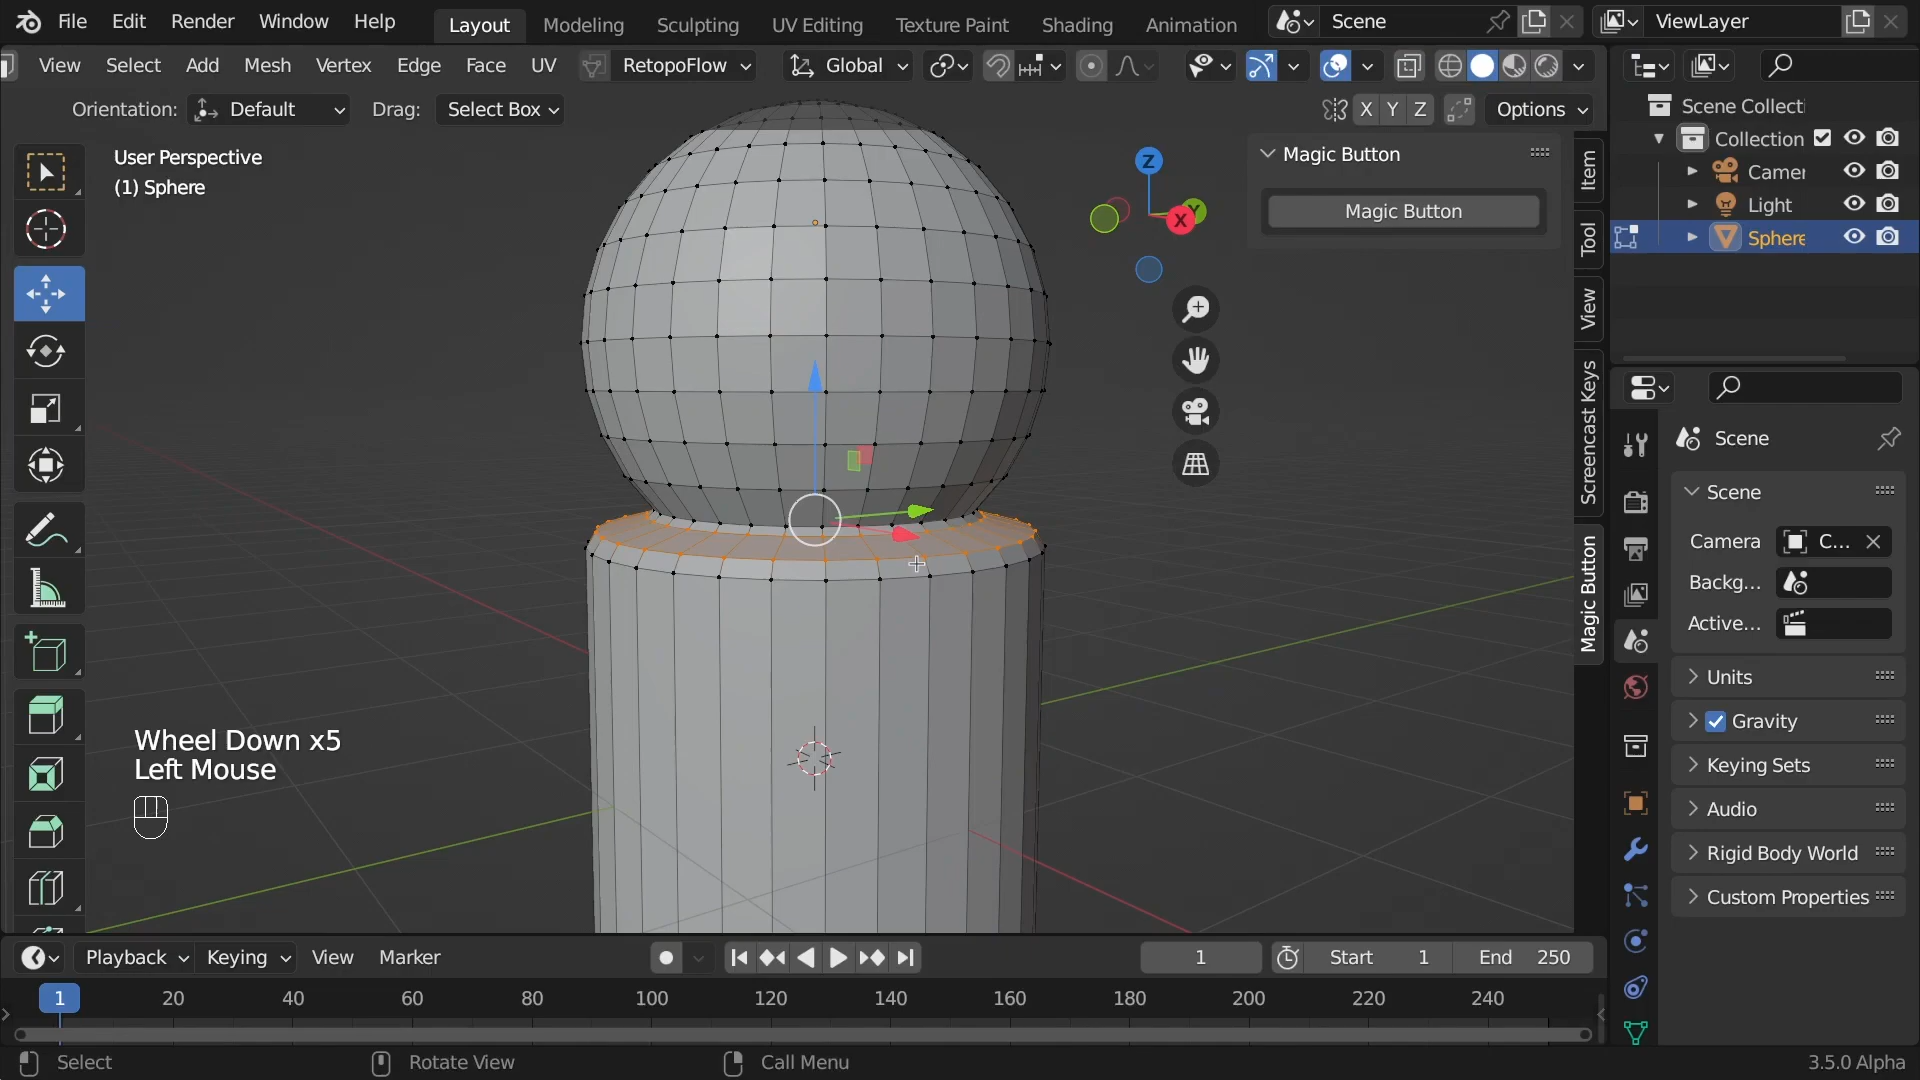 File Edit Render Window Help Layout Modeling Sculpting UV Editing Texture Paint Shading Animation Scene ViewLayer
View Select Add Mesh Vertex Edge Face UV RetopoFlow Global
Orientation: Default Drag: Select Box X Y Z Options
User Perspective
(1) Sphere
Z
Y
X
Magic Button
Magic Button
Item
Tool
View
Screencast Keys
Magic Button
Wheel Down x5
Left Mouse
Scene Collecti
Collection
Camer
Light
Sphere
Scene
Scene
Camera C...
Backg...
Active...
Units
Gravity
Keying Sets
Audio
Rigid Body World
Custom Properties
Playback Keying View Marker 1 Start 1 End 250
1 20 40 60 80 100 120 140 160 180 200 220 240
Select Rotate View Call Menu 3.5.0 Alpha